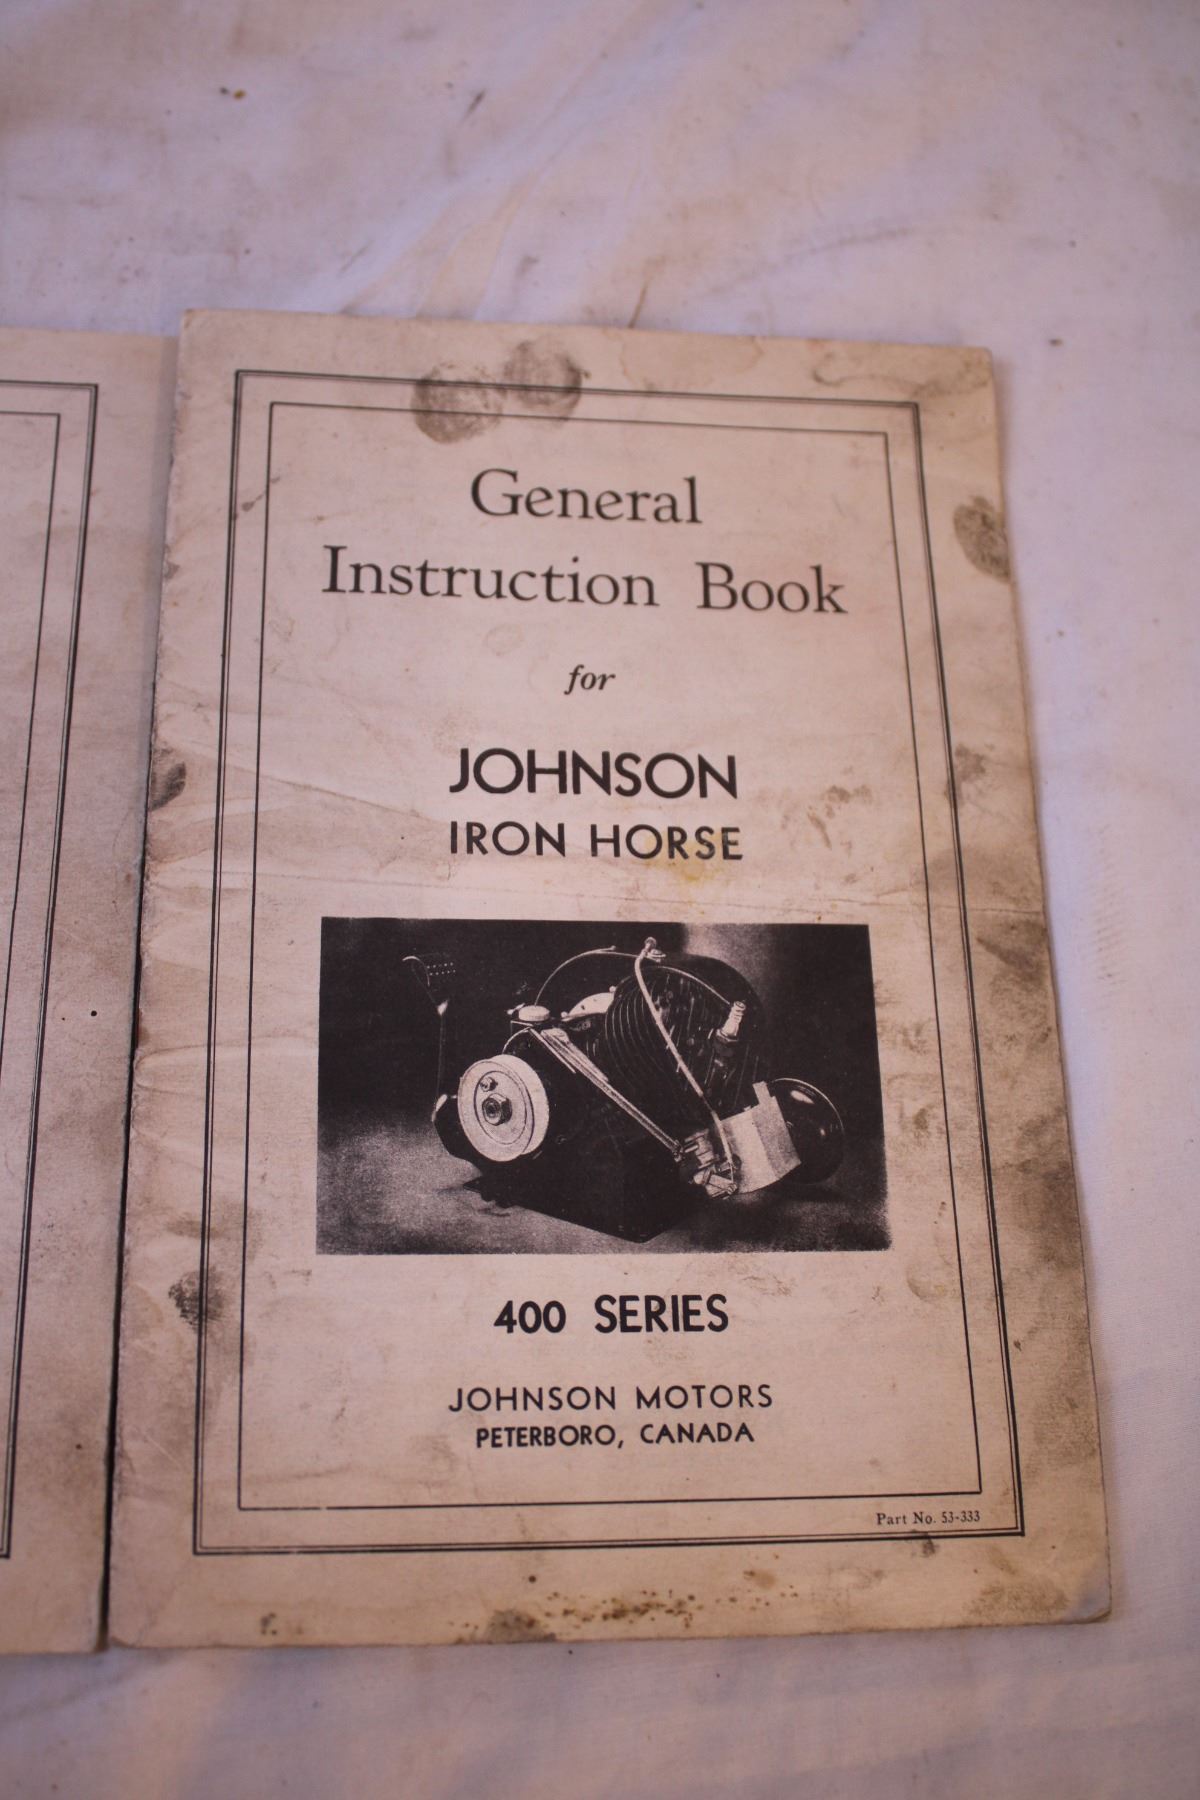 General
Instruction Book
for
JOHNSON
IRON HORSE
400 SERIES
JOHNSON MOTORS
PETERBORO, CANADA
Part No. 53-333